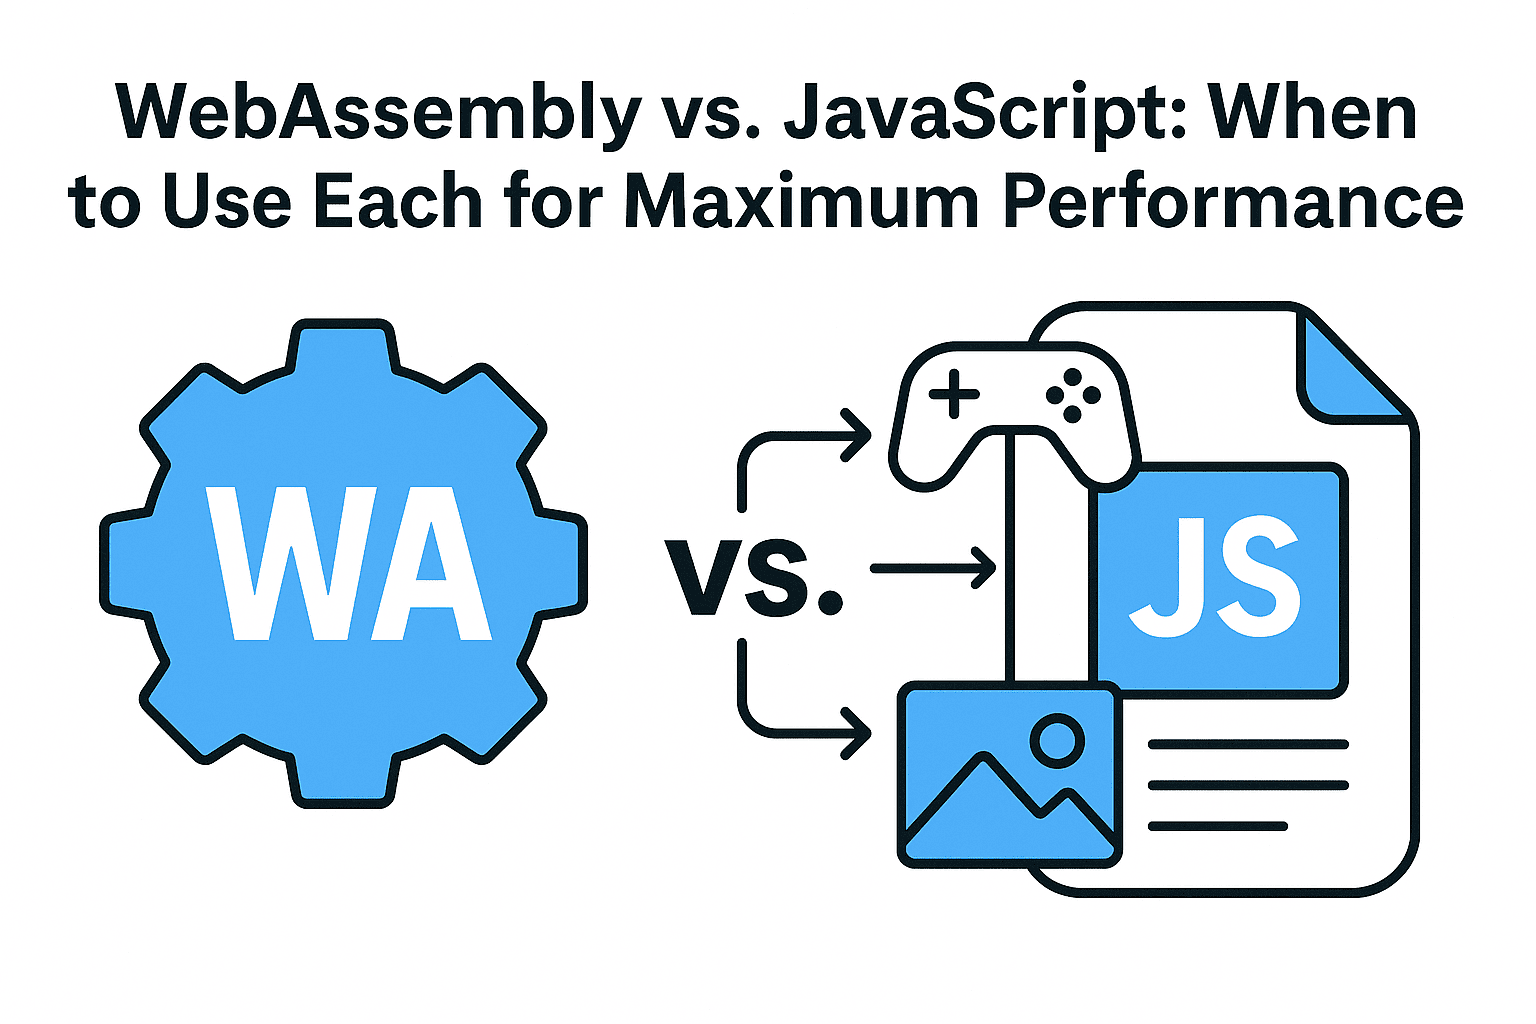 WebAssembly vs. JavaScript: When
to Use Each for Maximum Performance
WA
vs.
JS